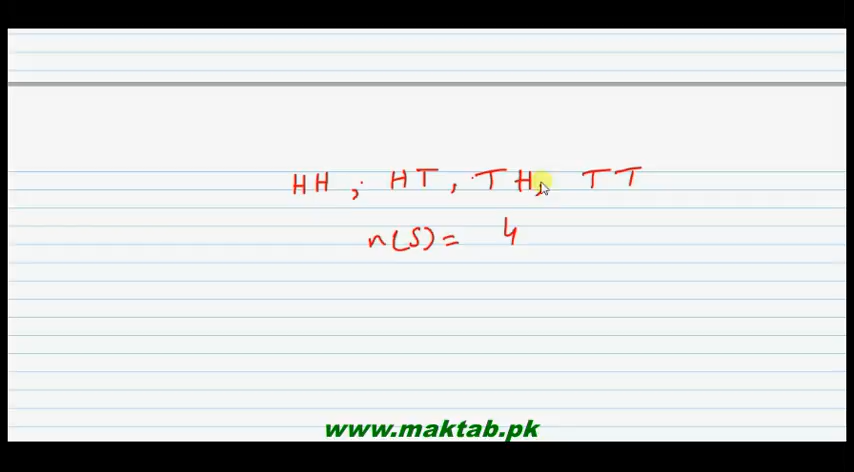 HH; HT, TH, TT
n(S) = 4
www.maktab.pk